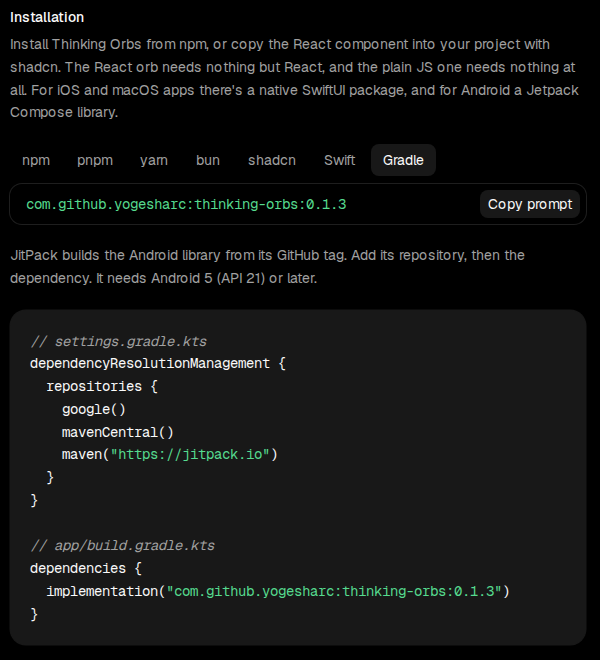 Installation
Install Thinking Orbs from npm, or copy the React component into your project with
shadcn. The React orb needs nothing but React, and the plain JS one needs nothing at
all. For iOS and macOS apps there's a native SwiftUI package, and for Android a Jetpack
Compose library.
npm pnpm yarn bun shadcn Swift Gradle
com.github.yogesharc:thinking-orbs:0.1.3 Copy prompt
JitPack builds the Android library from its GitHub tag. Add its repository, then the
dependency. It needs Android 5 (API 21) or later.
// settings.gradle.kts
dependencyResolutionManagement {
  repositories {
    google()
    mavenCentral()
    maven("https://jitpack.io")
  }
}
// app/build.gradle.kts
dependencies {
  implementation("com.github.yogesharc:thinking-orbs:0.1.3")
}